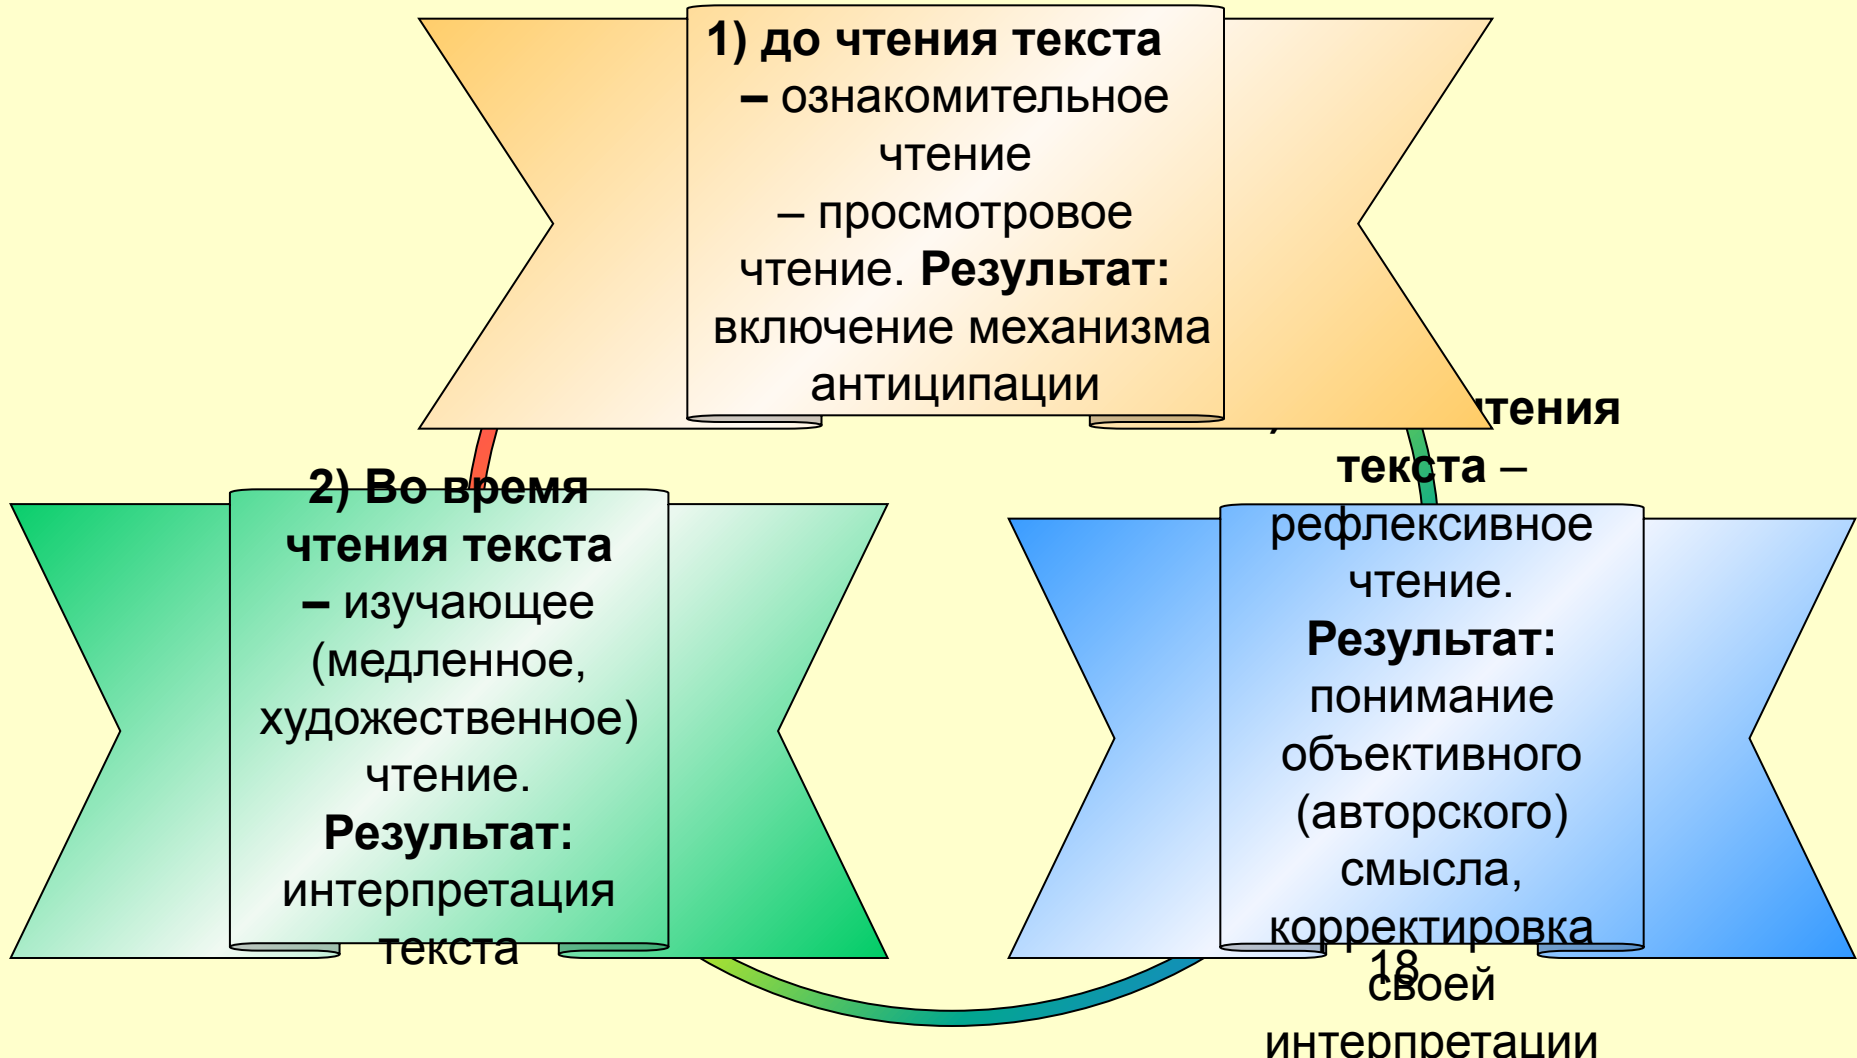 1) до чтения текста
– ознакомительное
чтение
– просмотровое
чтение. Результат:
включение механизма
антиципации
2) Во время
чтения текста
– изучающее
(медленное,
художественное)
чтение.
Результат:
интерпретация
текста
чтения
текста –
рефлексивное
чтение.
Результат:
понимание
объективного
(авторского)
смысла,
корректировка
своей
интерпретации
18